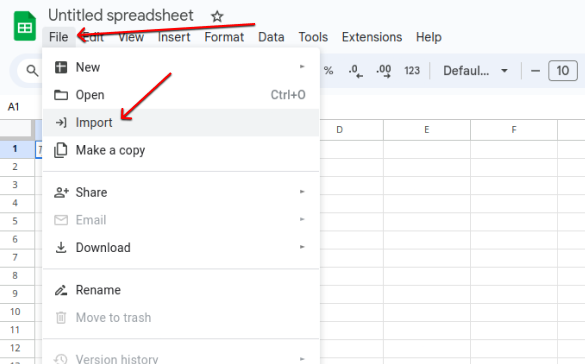 Untitled spreadsheet
File Edit View Insert Format Data Tools Extensions Help
% .0 .00 123 Defaul... 10
A1
New
Open Ctrl+O
Import
Make a copy
Share
Email
Download
Rename
Move to trash
Version history
D E F
1
2
3
4
5
6
7
8
9
10
11
12